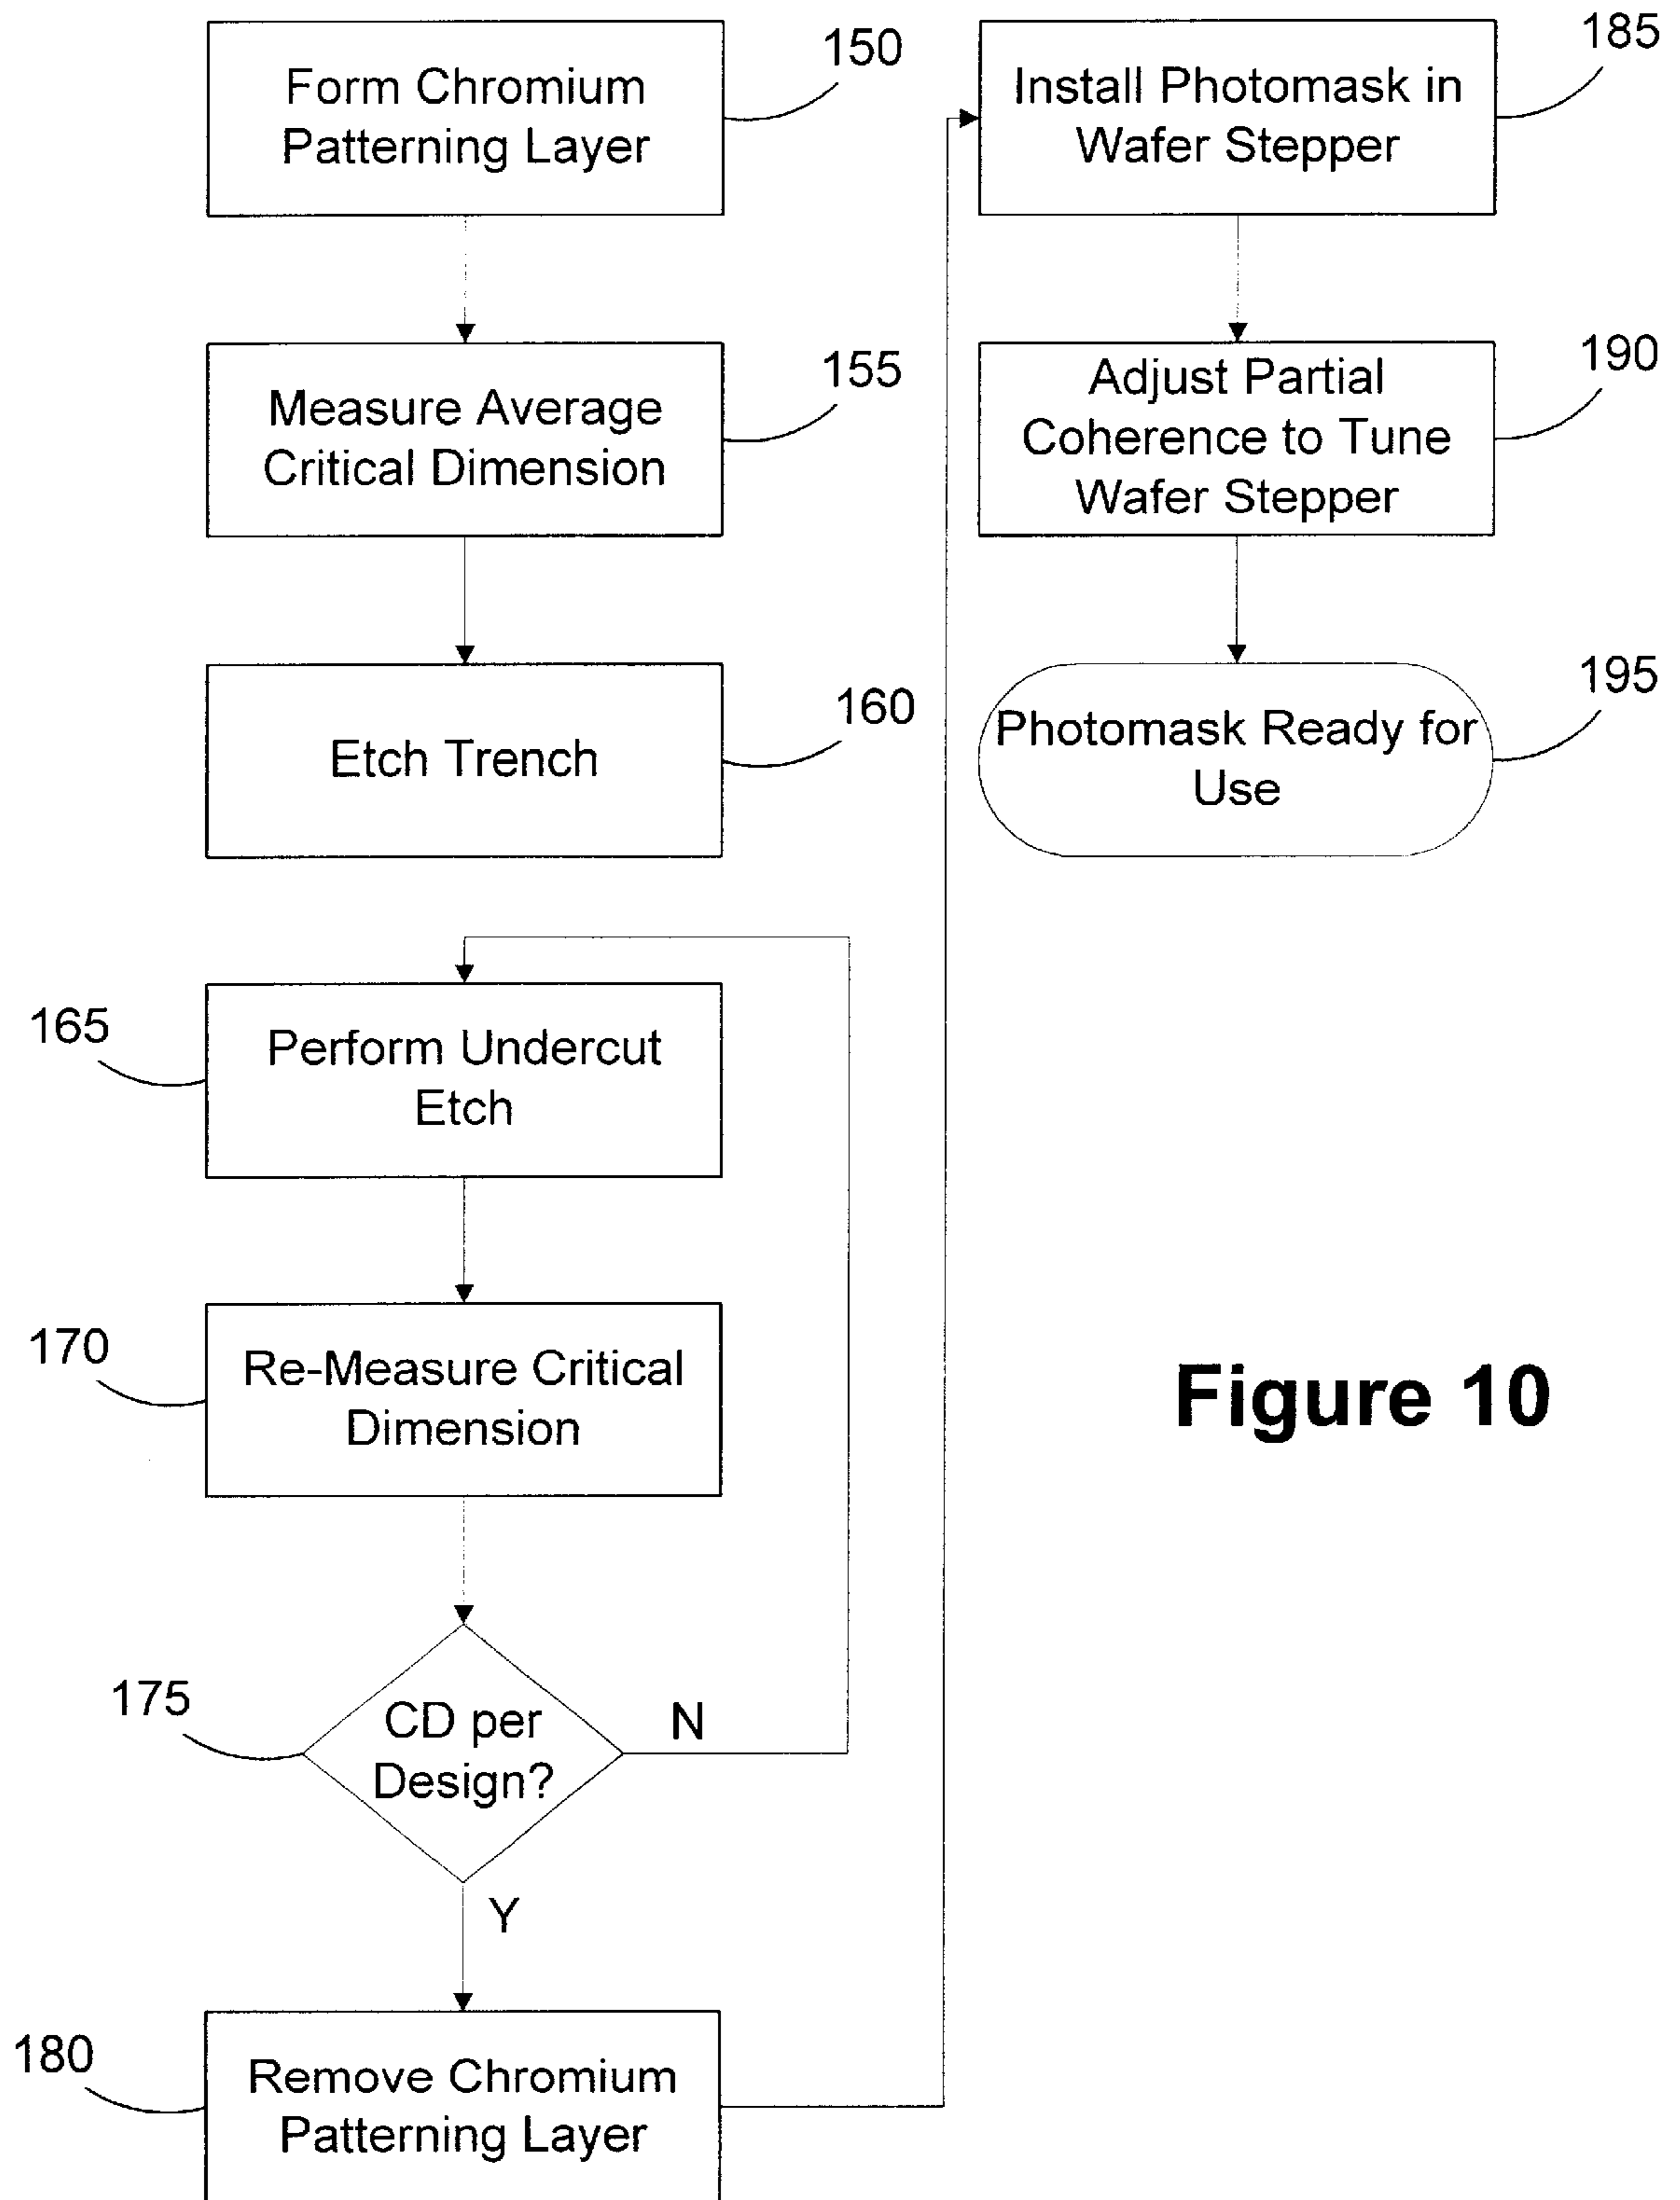 Form Chromium
Patterning Layer
150
Measure Average
Critical Dimension
155
Etch Trench
160
165
Perform Undercut
Etch
170
Re-Measure Critical
Dimension
175
CD per
Design?
N
Y
180
Remove Chromium
Patterning Layer
Install Photomask in
Wafer Stepper
185
Adjust Partial
Coherence to Tune
Wafer Stepper
190
Photomask Ready for
Use
195
Figure 10